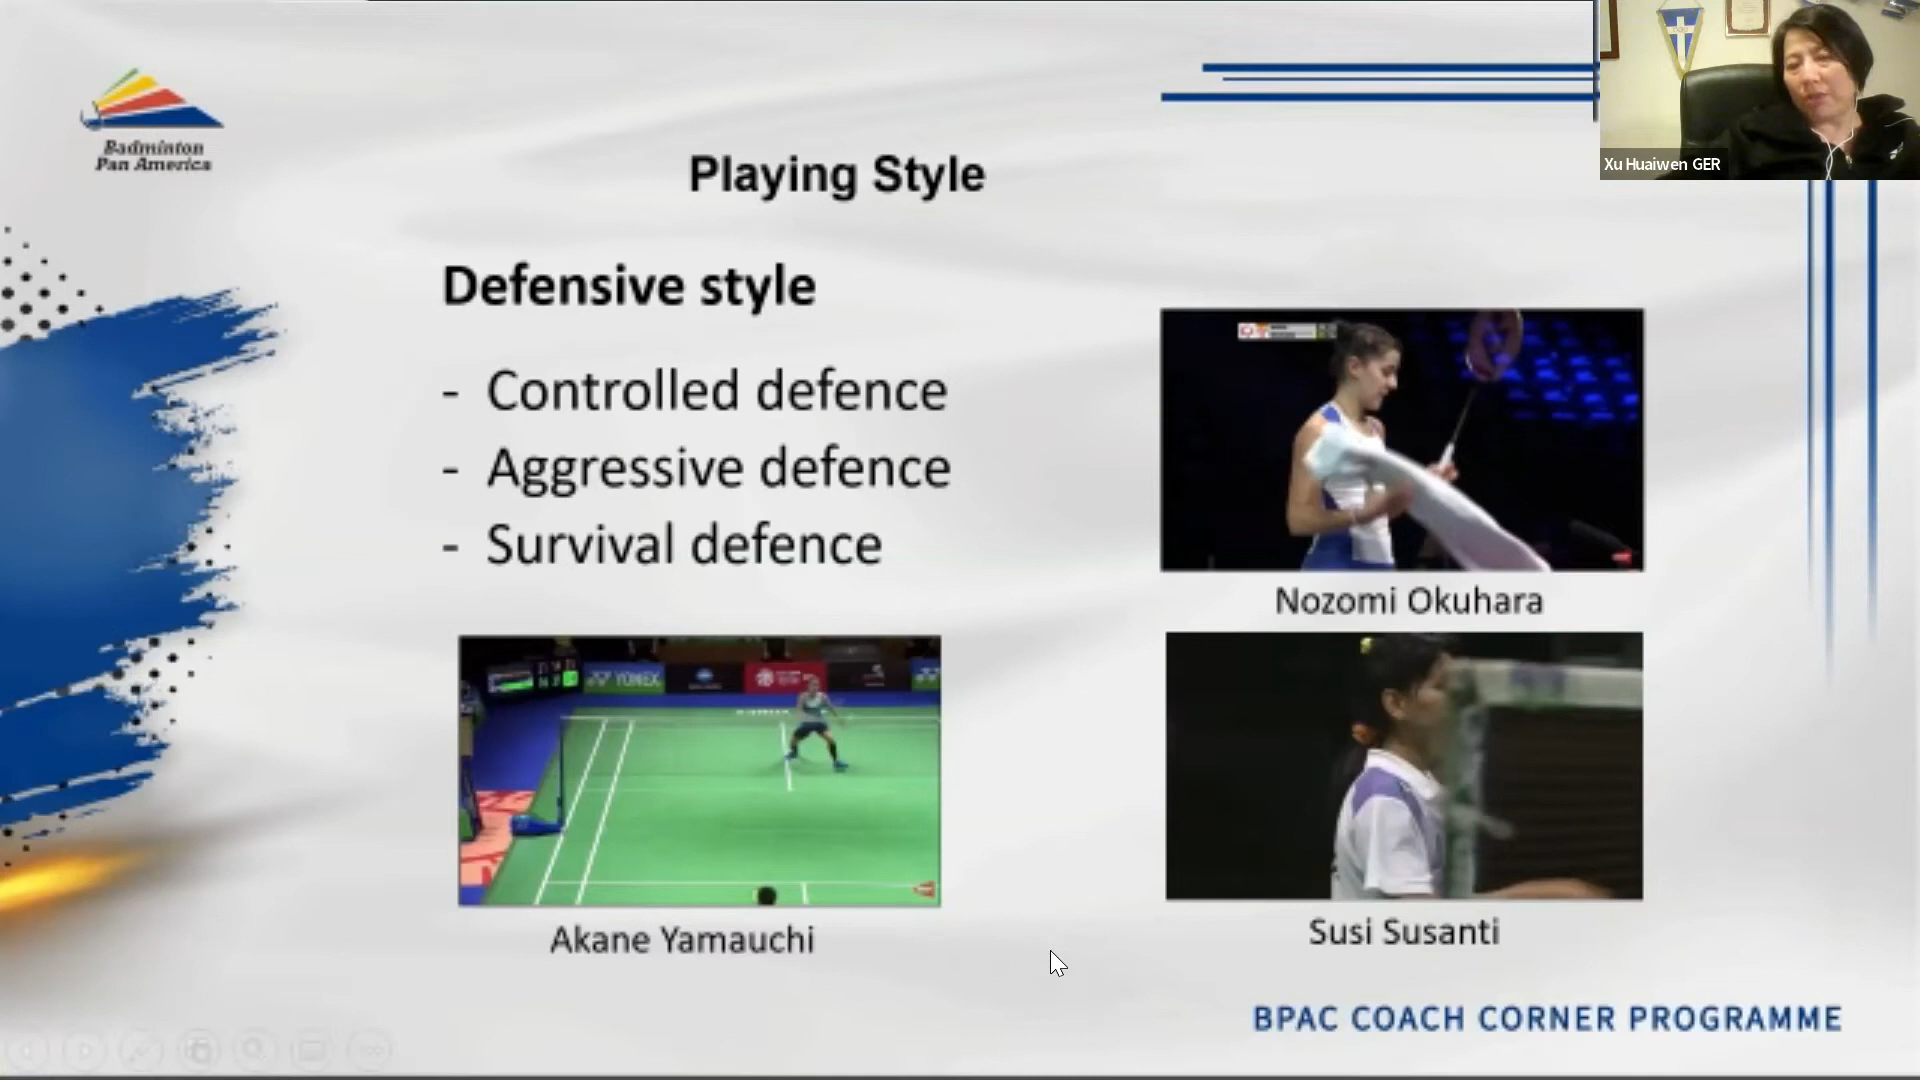 Badminton
Pan America
Xu Huaiwen GER
Playing Style
Defensive style
- Controlled defence
- Aggressive defence
- Survival defence
Nozomi Okuhara
YONEX
Akane Yamauchi
Susi Susanti
BPAC COACH CORNER PROGRAMME